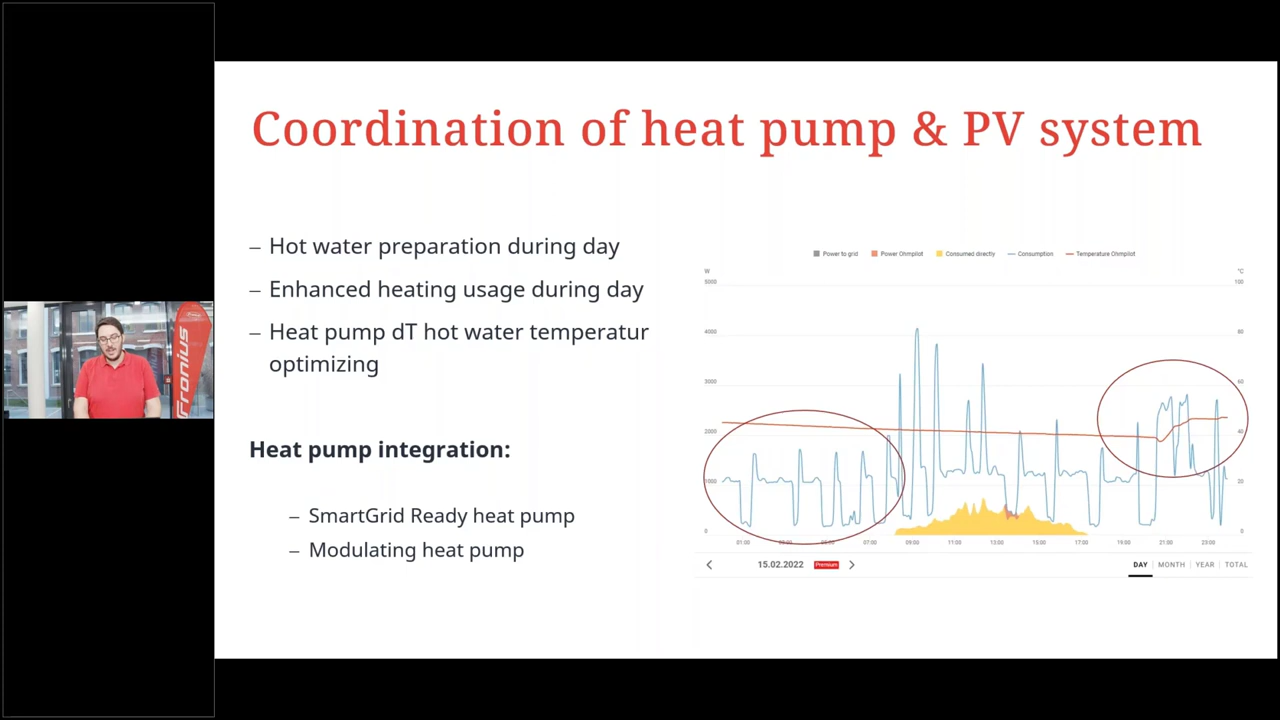 Coordination of heat pump & PV system
– Hot water preparation during day
– Enhanced heating usage during day
– Heat pump dT hot water temperatur
optimizing
Heat pump integration:
– SmartGrid Ready heat pump
– Modulating heat pump
Power to grid Power Ohmpilot Consumed directly Consumption Temperature Ohmpilot
W °C
5000 100
4000 80
3000 60
2000 40
1000 20
0 0
01:00 03:00 05:00 07:00 09:00 11:00 13:00 15:00 17:00 19:00 21:00 23:00
15.02.2022 Premium DAY MONTH YEAR TOTAL
Fronius